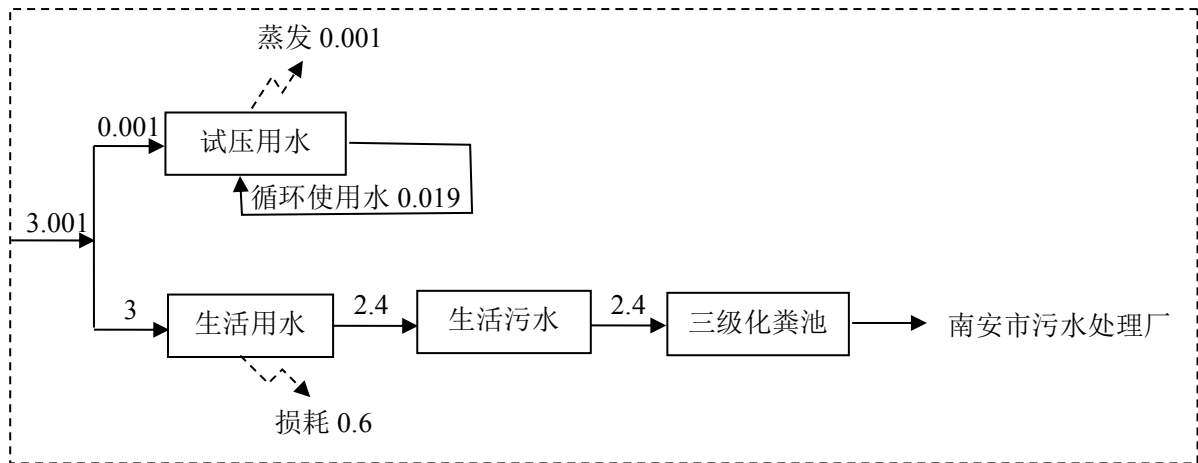 蒸发 0.001
0.001
试压用水
循环使用水 0.019
3.001
3
生活用水
2.4
生活污水
2.4
三级化粪池
南安市污水处理厂
损耗 0.6